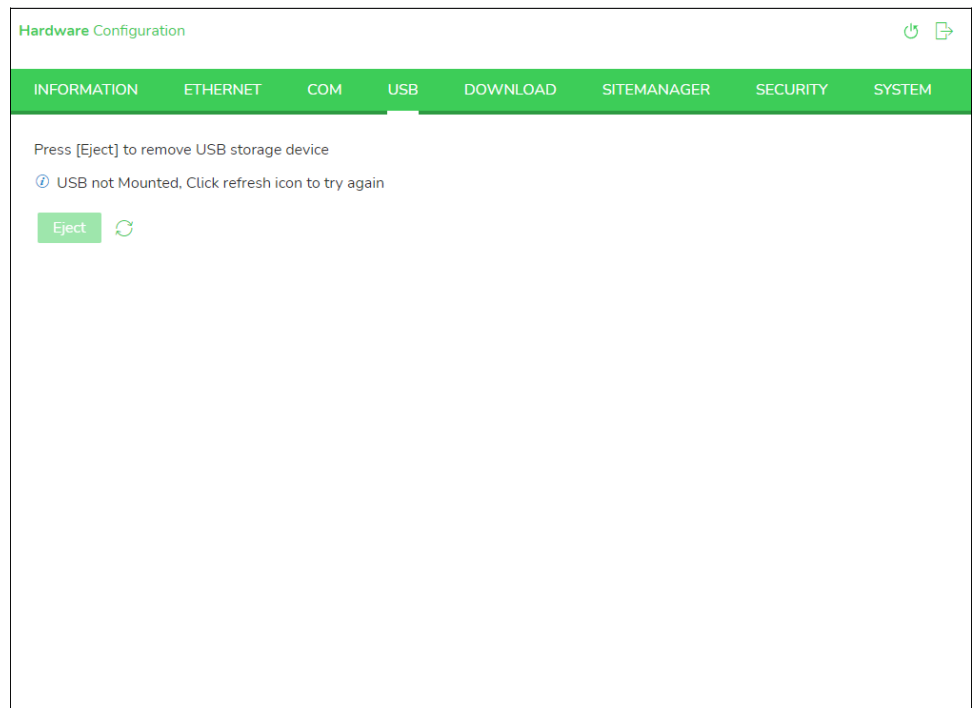 Hardware Configuration
INFORMATION ETHERNET COM USB DOWNLOAD SITEMANAGER SECURITY SYSTEM
Press [Eject] to remove USB storage device
USB not Mounted, Click refresh icon to try again
Eject